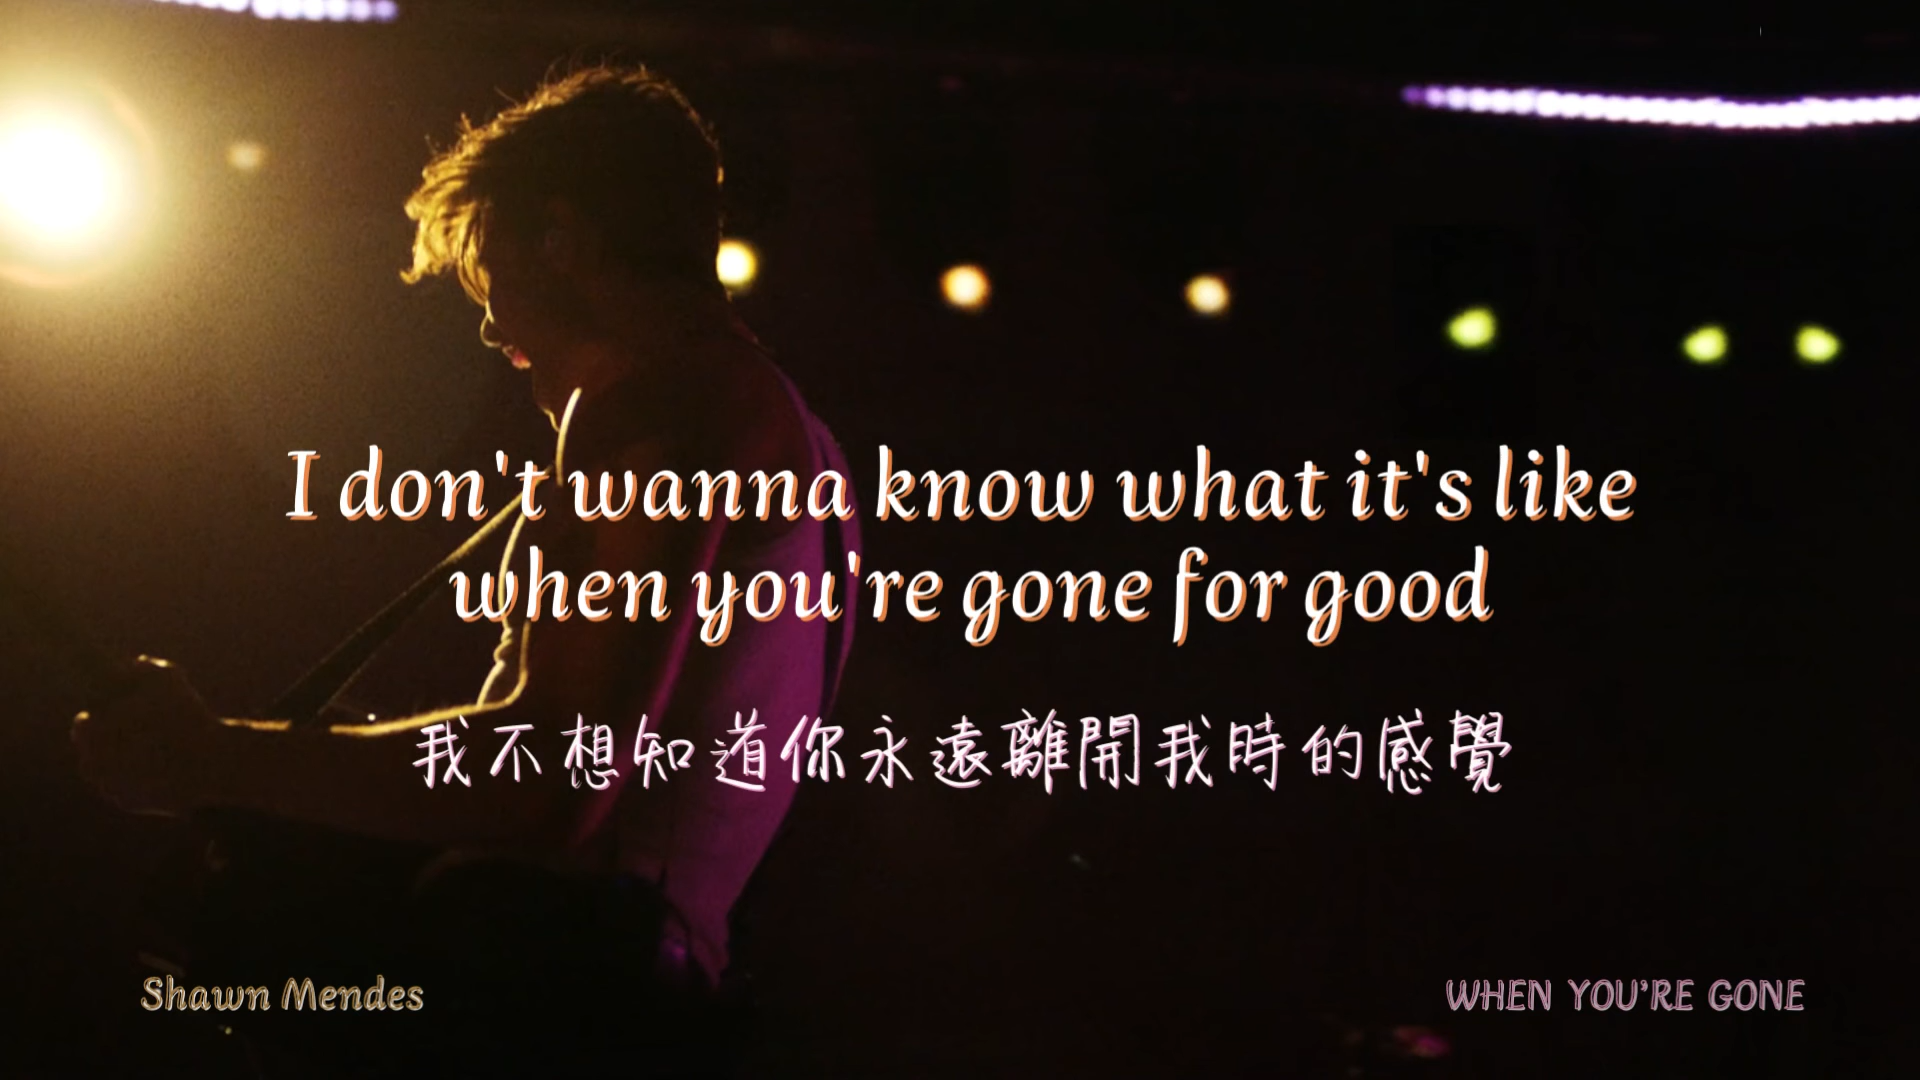 I don't wanna know what it's like
when you're gone for good
我不想知道你永遠離開我時的感覺
Shawn Mendes
WHEN YOU'RE GONE